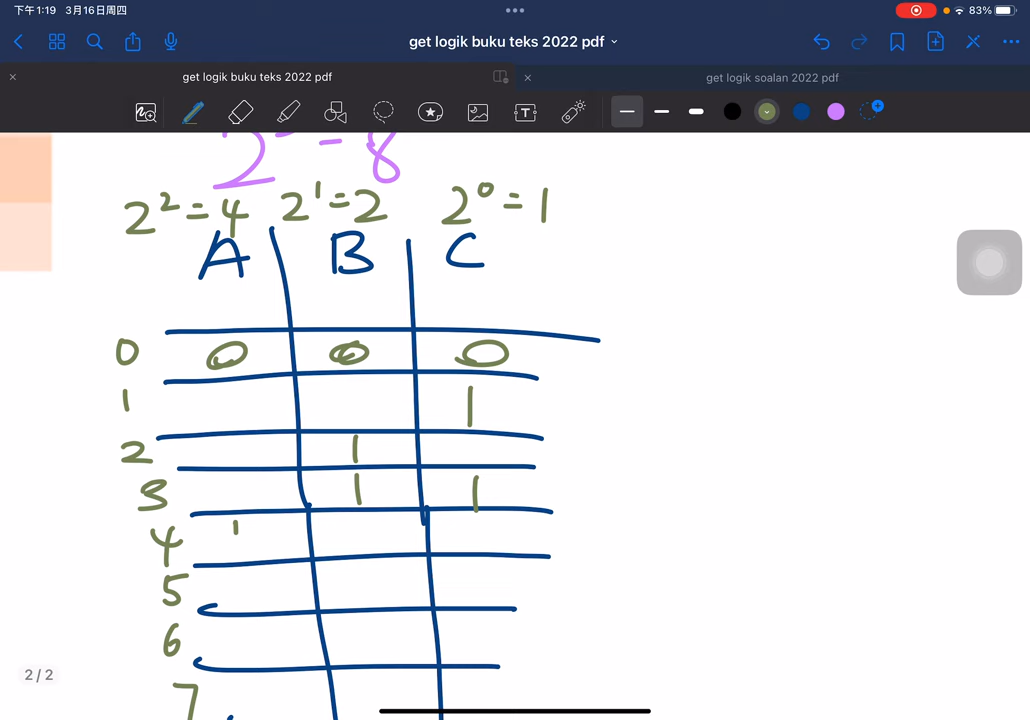 下午1:19 3月16日周四
83%
get logik buku teks 2022 pdf
get logik buku teks 2022 pdf
get logik soalan 2022 pdf
T
- 8
2² = 4 2¹ = 2 2⁰ = 1
A B C
0 0 0 0
1 1
2 1
3 1 1
4 1
5
6
7
2 / 2